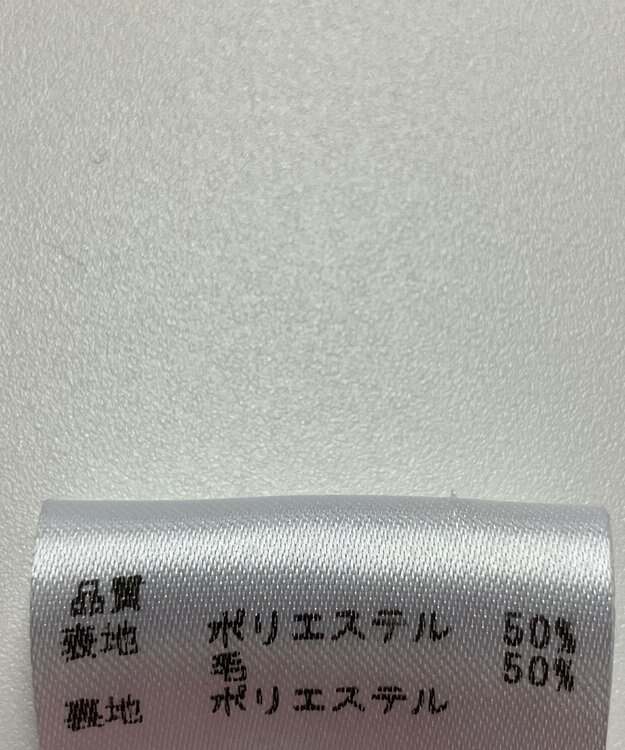 品質
表地 ポリエステル 50%
毛 50%
裏地 ポリエステル